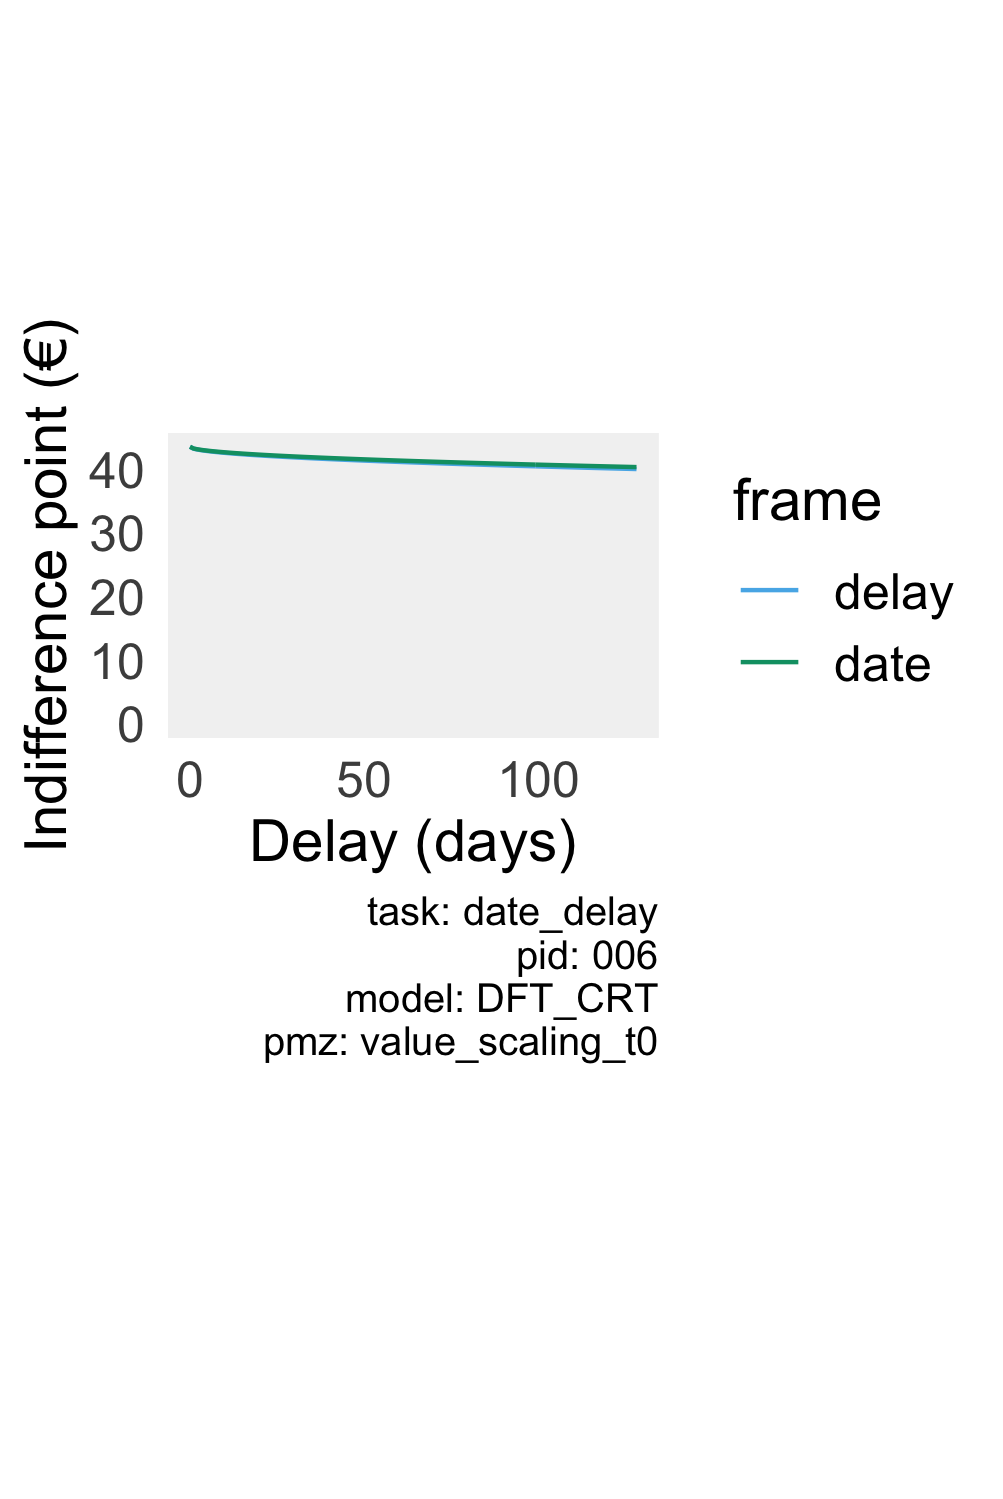 Indifference point (€)
40
30
20
10
0
0 50 100
Delay (days)
frame
delay
date
task: date_delay
pid: 006
model: DFT_CRT
pmz: value_scaling_t0